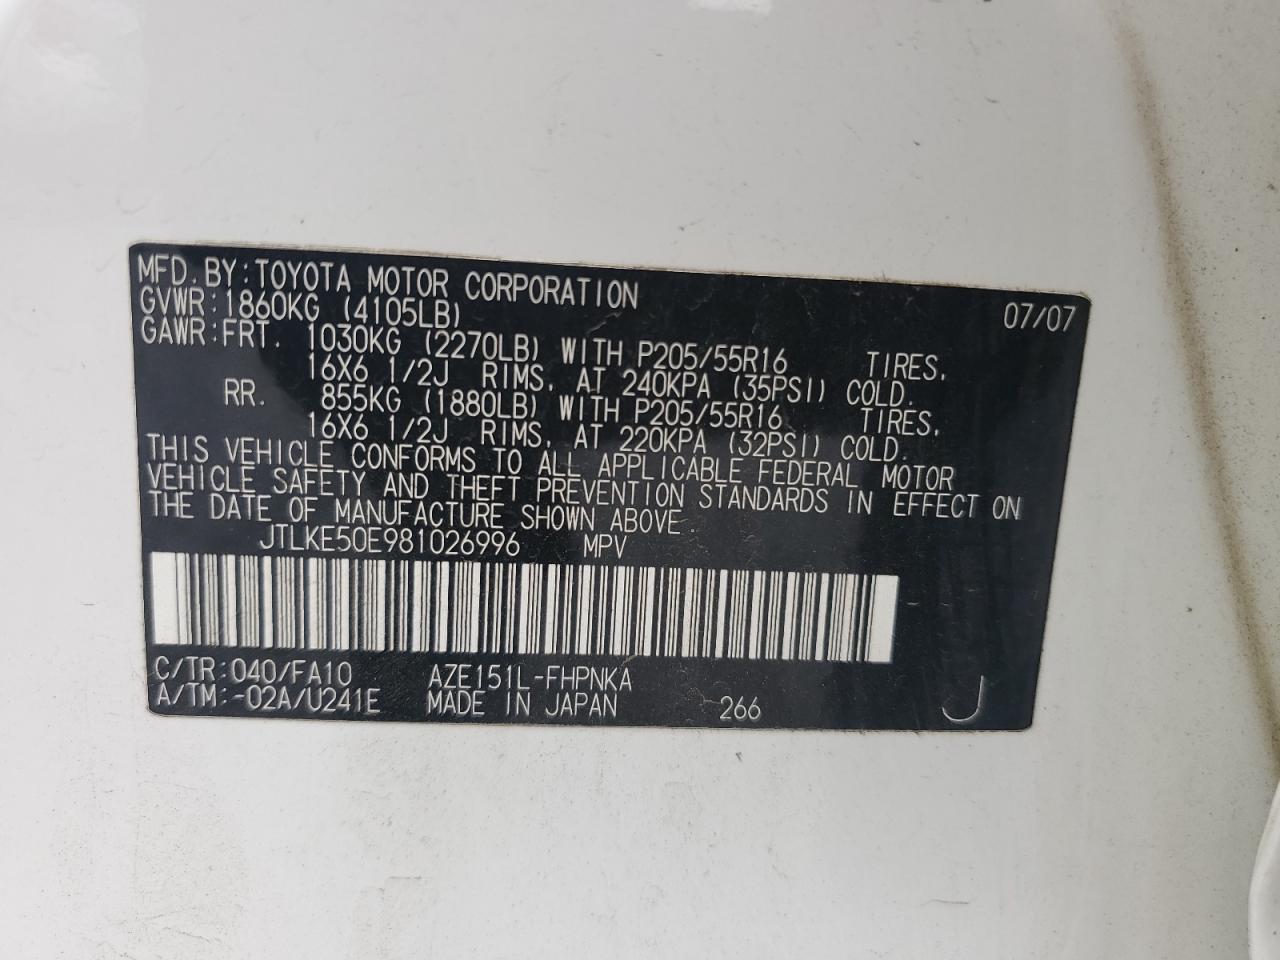 MFD. BY: TOYOTA MOTOR CORPORATION 07/07
GVWR: 1860KG (4105LB)
GAWR: FRT. 1030KG (2270LB) WITH P205/55R16 TIRES,
16X6 1/2J RIMS, AT 240KPA (35PSI) COLD.
RR. 855KG (1880LB) WITH P205/55R16 TIRES,
16X6 1/2J RIMS, AT 220KPA (32PSI) COLD.
THIS VEHICLE CONFORMS TO ALL APPLICABLE FEDERAL MOTOR
VEHICLE SAFETY AND THEFT PREVENTION STANDARDS IN EFFECT ON
THE DATE OF MANUFACTURE SHOWN ABOVE.
JTLKE50E981026996 MPV
C/TR: 040/FA10 AZE151L-FHPNKA
A/TM: -02A/U241E MADE IN JAPAN 266 J